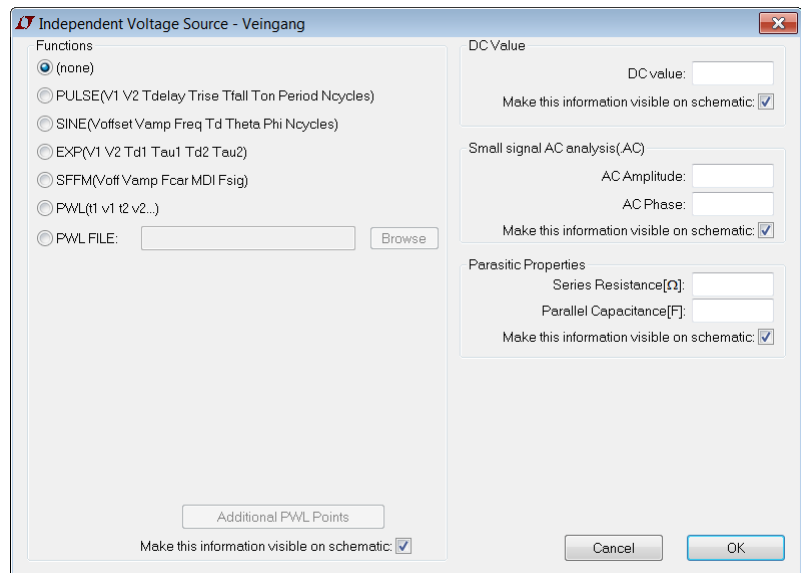 Independent Voltage Source - Veingang
Functions
(none)
PULSE(V1 V2 Tdelay Trise Tfall Ton Period Ncycles)
SINE(Voffset Vamp Freq Td Theta Phi Ncycles)
EXP(V1 V2 Td1 Tau1 Td2 Tau2)
SFFM(Voff Vamp Fcar MDI Fsig)
PWL(t1 v1 t2 v2...)
PWL FILE:
Browse
Additional PWL Points
Make this information visible on schematic:
DC Value
DC value:
Make this information visible on schematic:
Small signal AC analysis(.AC)
AC Amplitude:
AC Phase:
Make this information visible on schematic:
Parasitic Properties
Series Resistance[Ω]:
Parallel Capacitance[F]:
Make this information visible on schematic:
Cancel
OK